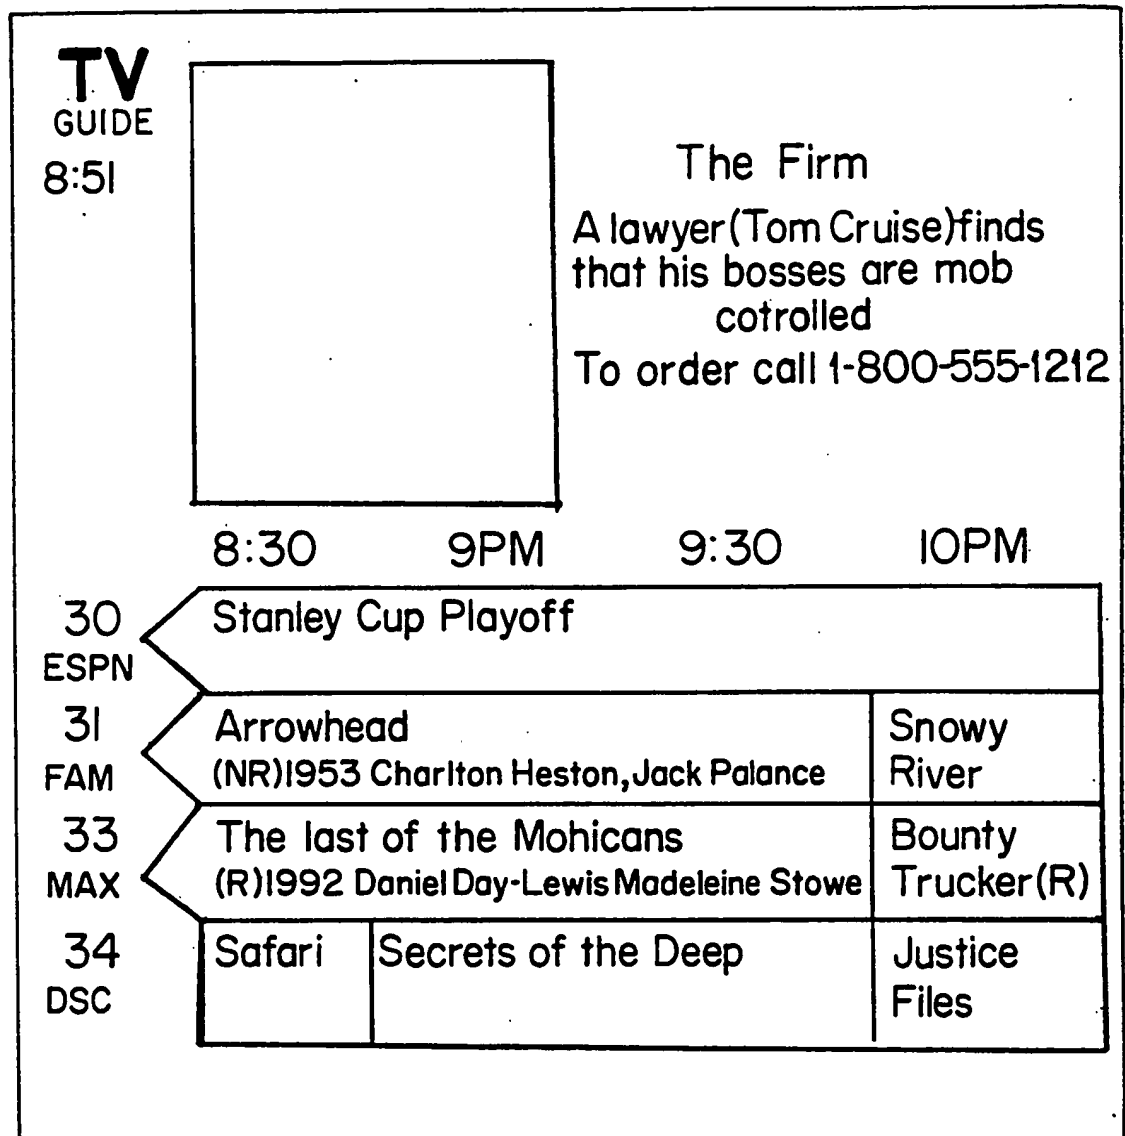 TV
GUIDE
8:51
The Firm
A lawyer(Tom Cruise)finds
that his bosses are mob
cotrolled
To order call 1-800-555-1212
8:30 9PM 9:30 10PM
30 Stanley Cup Playoff
ESPN
31 Arrowhead Snowy
FAM (NR)1953 Charlton Heston,Jack Palance River
33 The last of the Mohicans Bounty
MAX (R)1992 Daniel Day-Lewis Madeleine Stowe Trucker(R)
34 Safari Secrets of the Deep Justice
DSC Files